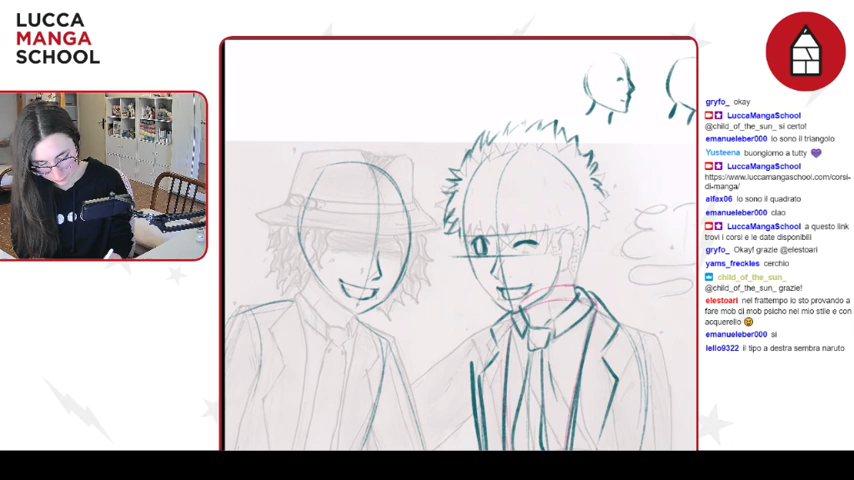 LUCCA
MANGA
SCHOOL
gryfo_ okay
LuccaMangaSchool
@child_of_the_sun_ si certo!
emanueleber000 Io sono il triangolo
Yusteena buongiorno a tutty
LuccaMangaSchool
https://www.luccamangaschool.com/corsi-
di-manga/
alfax06 Io sono il quadrato
emanueleber000 ciao
LuccaMangaSchool a questo link
trovi i corsi e le date disponibili
gryfo_ Okay! grazie @elestoari
yams_freckles cerchio
child_of_the_sun_
@child_of_the_sun_ grazie!
elestoari nel frattempo io sto provando a
fare mob di mob psicho nel mio stile e con
acquerello
emanueleber000 si
lello9322 il tipo a destra sembra naruto